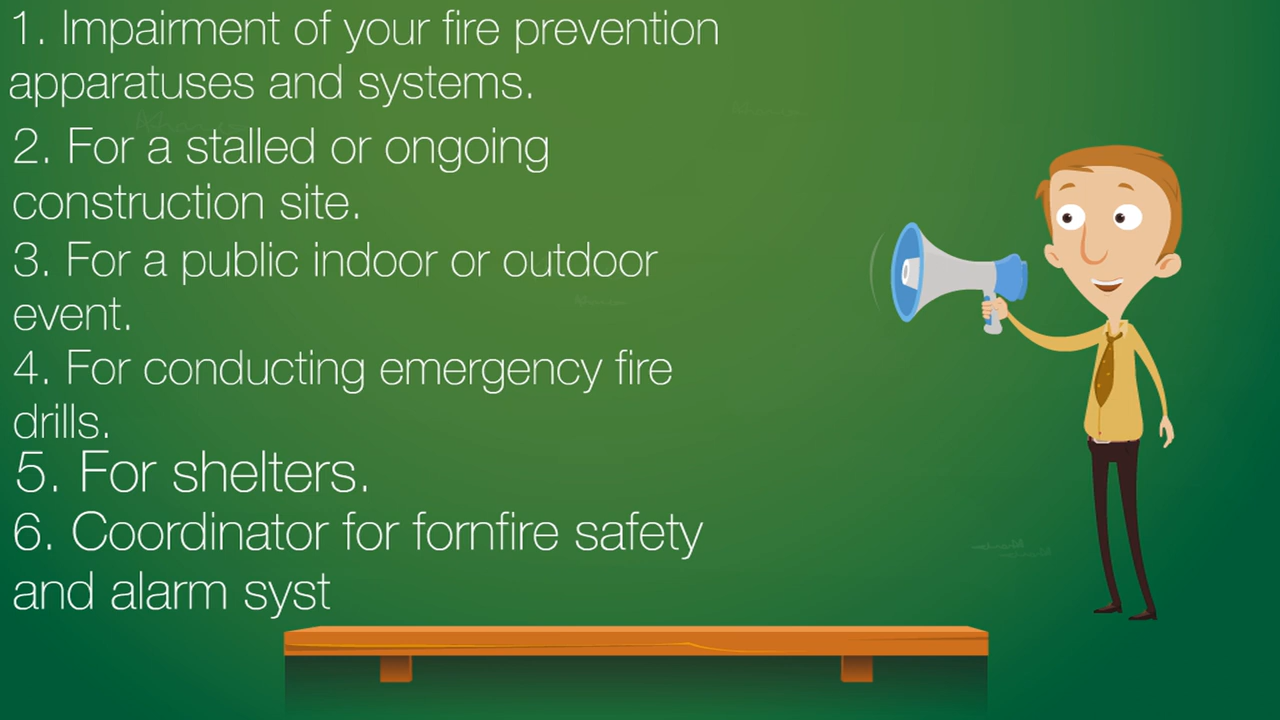 1. Impairment of your fire prevention
apparatuses and systems.
2. For a stalled or ongoing
construction site.
3. For a public indoor or outdoor
event.
4. For conducting emergency fire
drills.
5. For shelters.
6. Coordinator for fornfire safety
and alarm syst